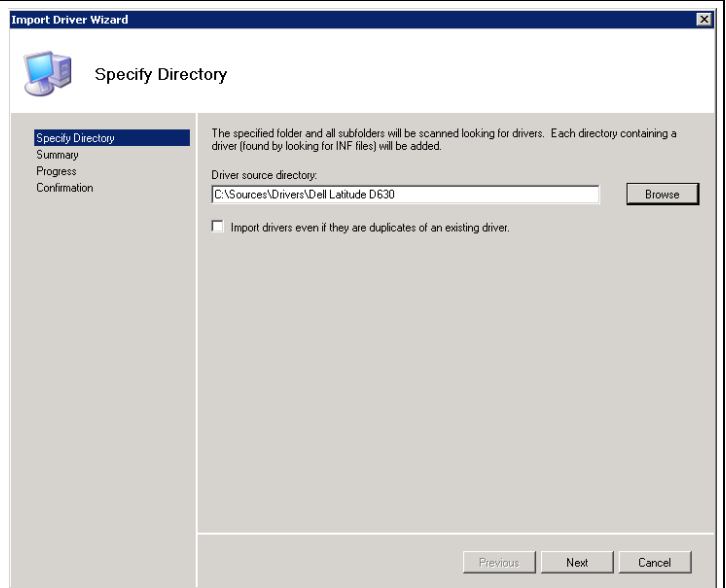 Import Driver Wizard
Specify Directory
Specify Directory
Summary
Progress
Confirmation
The specified folder and all subfolders will be scanned looking for drivers. Each directory containing a
driver (found by looking for INF files) will be added.
Driver source directory:
C:\Sources\Drivers\Dell Latitude D630
Browse
Import drivers even if they are duplicates of an existing driver.
Previous
Next
Cancel